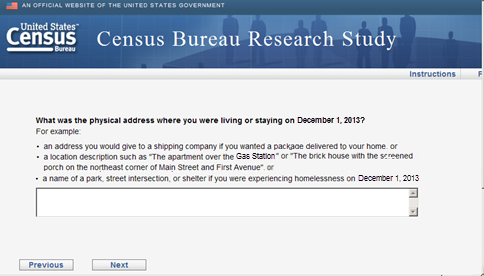 AN OFFICIAL WEBSITE OF THE UNITED STATES GOVERNMENT
United States™
Census
Bureau
Census Bureau Research Study
Instructions F
What was the physical address where you were living or staying on December 1, 2013?
For example:
• an address you would give to a shipping company if you wanted a package delivered to your home. or
• a location description such as "The apartment over the Gas Station" or "The brick house with the screened
porch on the northeast corner of Main Street and First Avenue". or
• a name of a park, street intersection, or shelter if you were experiencing homelessness on December 1, 2013
Previous Next